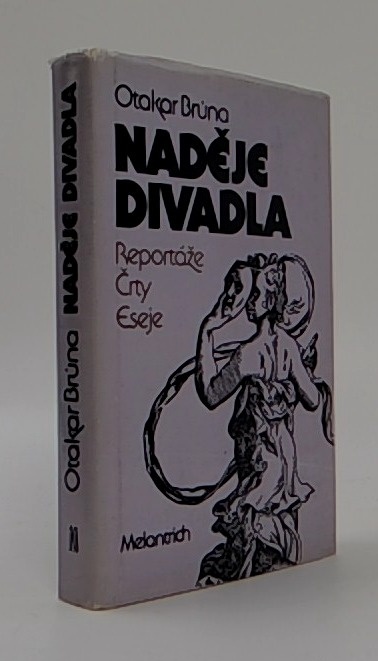 Otakar Brůna
NADĚJE
DIVADLA
Reportáže
Črty
Eseje
Melantrich
Otakar Brůna NADĚJE DIVADLA